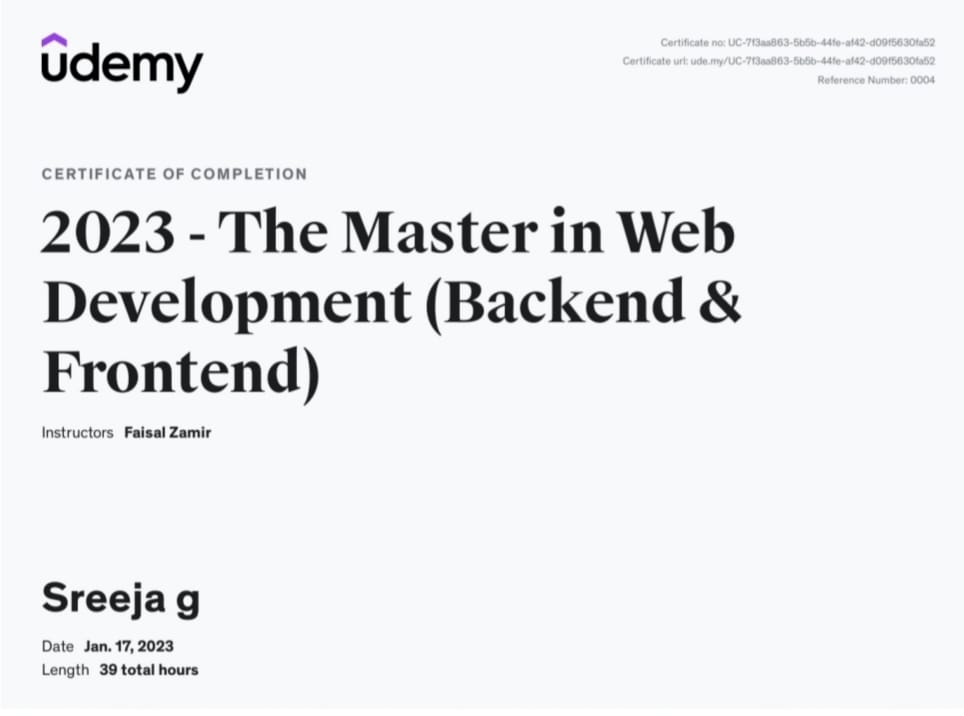 udemy
Certificate no: UC-7f3aa863-5b5b-44fe-af42-d09f5630fa52
Certificate url: ude.my/UC-7f3aa863-5b5b-44fe-af42-d09f5630fa52
Reference Number: 0004
CERTIFICATE OF COMPLETION
2023 - The Master in Web
Development (Backend &
Frontend)
Instructors Faisal Zamir
Sreeja g
Date Jan. 17, 2023
Length 39 total hours